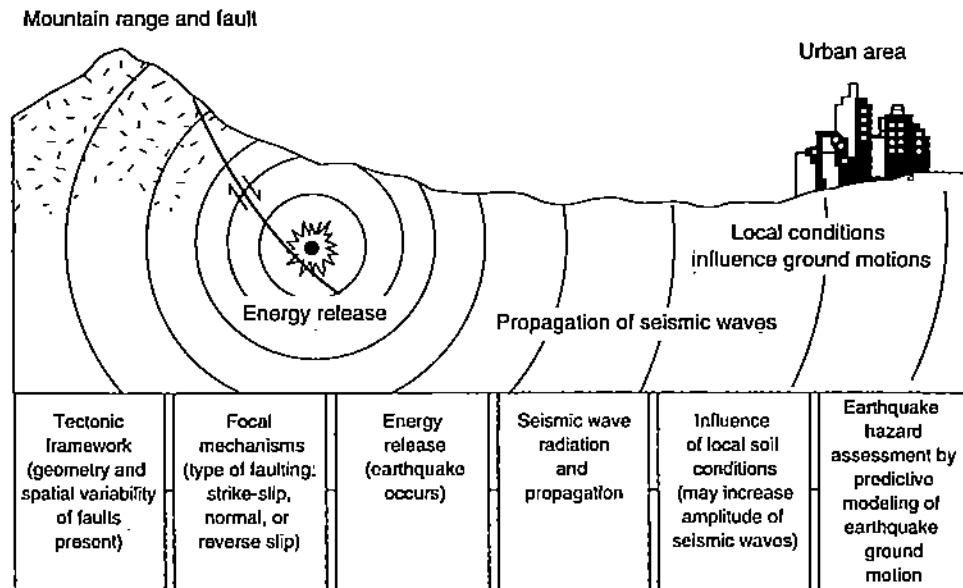 Mountain range and fault
Urban area
Local conditions
influence ground motions
Energy release
Propagation of seismic waves
Tectonic
framework
(geometry and
spatial variability
of faults
present)
Focal
mechanisms
(type of faulting:
strike-slip,
normal, or
reverse slip)
Energy
release
(earthquake
occurs)
Seismic wave
radiation
and
propagation
Influence
of local soil
conditions
(may increase
amplitude of
seismic waves)
Earthquake
hazard
assessment by
predictive
modeling of
earthquake
ground
motion